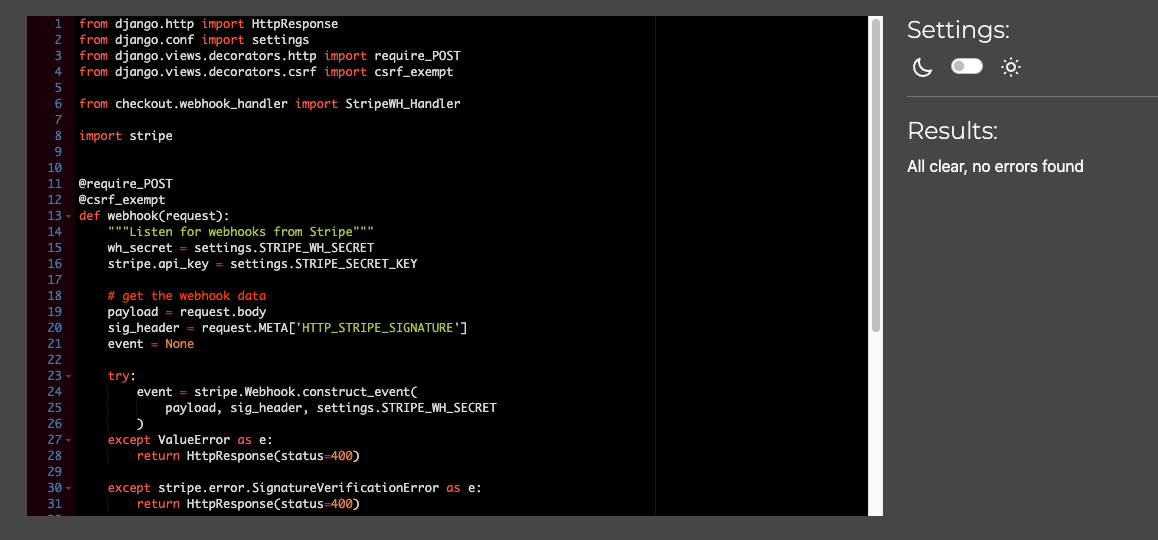 1 from django.http import HttpResponse
2 from django.conf import settings
3 from django.views.decorators.http import require_POST
4 from django.views.decorators.csrf import csrf_exempt
5
6 from checkout.webhook_handler import StripeWH_Handler
7
8 import stripe
9
10
11 @require_POST
12 @csrf_exempt
13 def webhook(request):
14     """Listen for webhooks from Stripe"""
15     wh_secret = settings.STRIPE_WH_SECRET
16     stripe.api_key = settings.STRIPE_SECRET_KEY
17
18     # get the webhook data
19     payload = request.body
20     sig_header = request.META['HTTP_STRIPE_SIGNATURE']
21     event = None
22
23     try:
24         event = stripe.Webhook.construct_event(
25             payload, sig_header, settings.STRIPE_WH_SECRET
26         )
27     except ValueError as e:
28         return HttpResponse(status=400)
29
30     except stripe.error.SignatureVerificationError as e:
31         return HttpResponse(status=400)
Settings:
Results:
All clear, no errors found